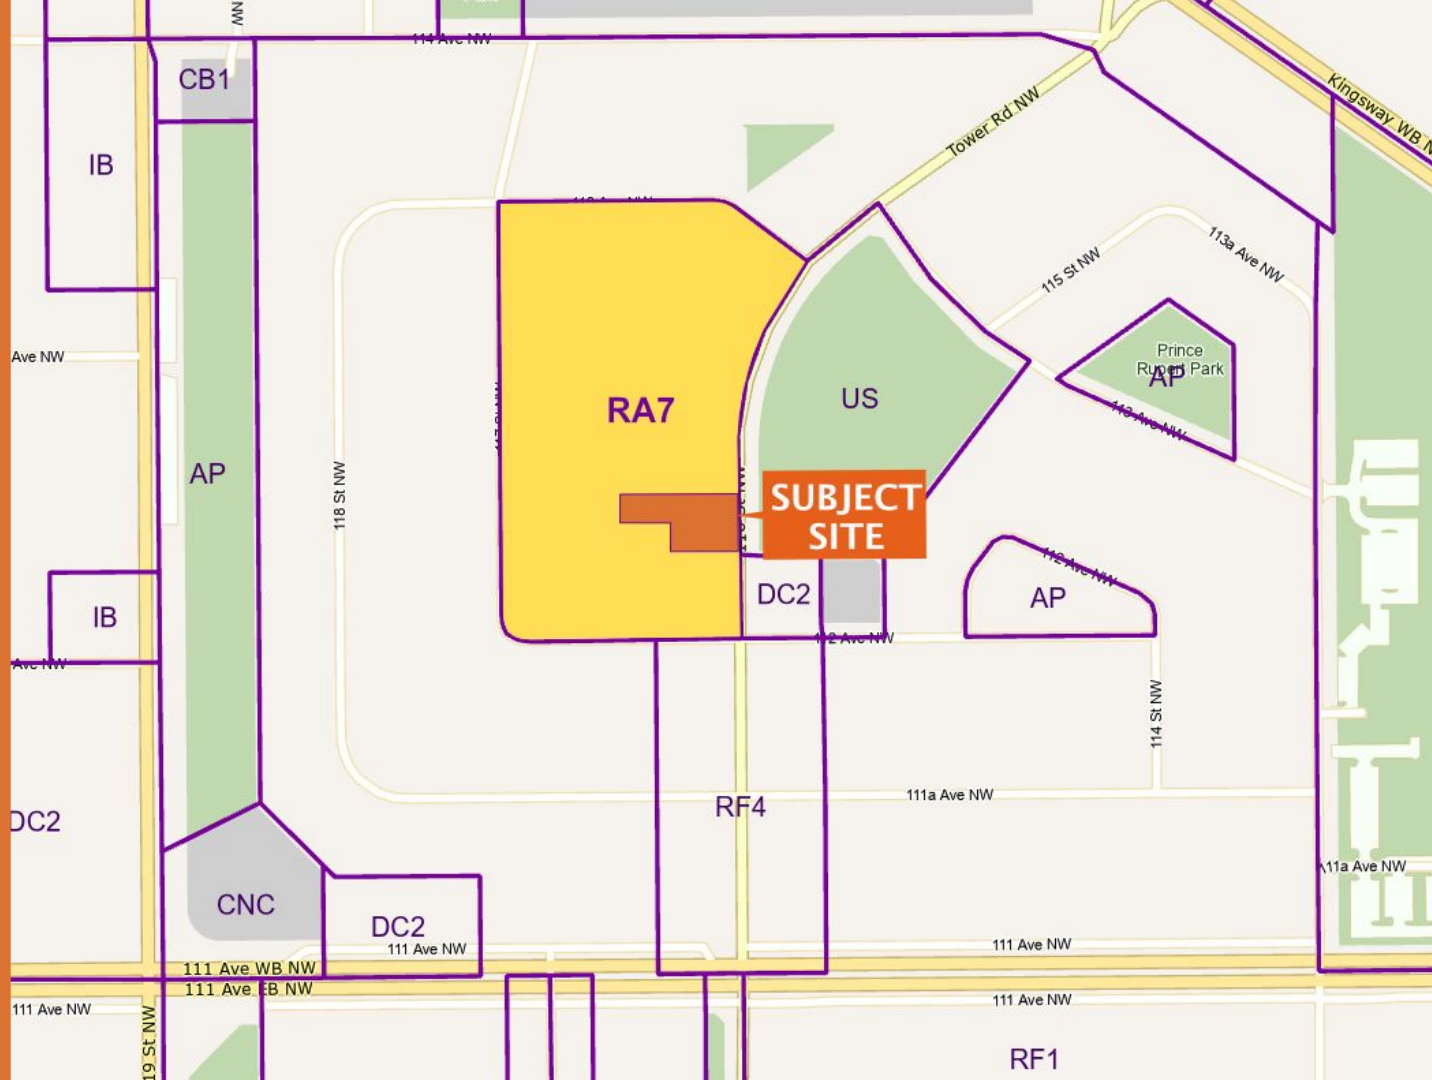 NW
114 Ave NW
CB1
Kingsway WB N
Tower Rd NW
IB
113a Ave NW
115 St NW
Ave NW
Prince
Rupert Park
AP
US
RA7
113 Ave NW
AP
118 St NW
SUBJECT
SITE
112 Ave NW
DC2
AP
IB
112 Ave NW
Ave NW
114 St NW
111a Ave NW
RF4
DC2
11a Ave NW
CNC
DC2
111 Ave NW
111 Ave NW
111 Ave WB NW
111 Ave EB NW
111 Ave NW
111 Ave NW
19 St NW
RF1